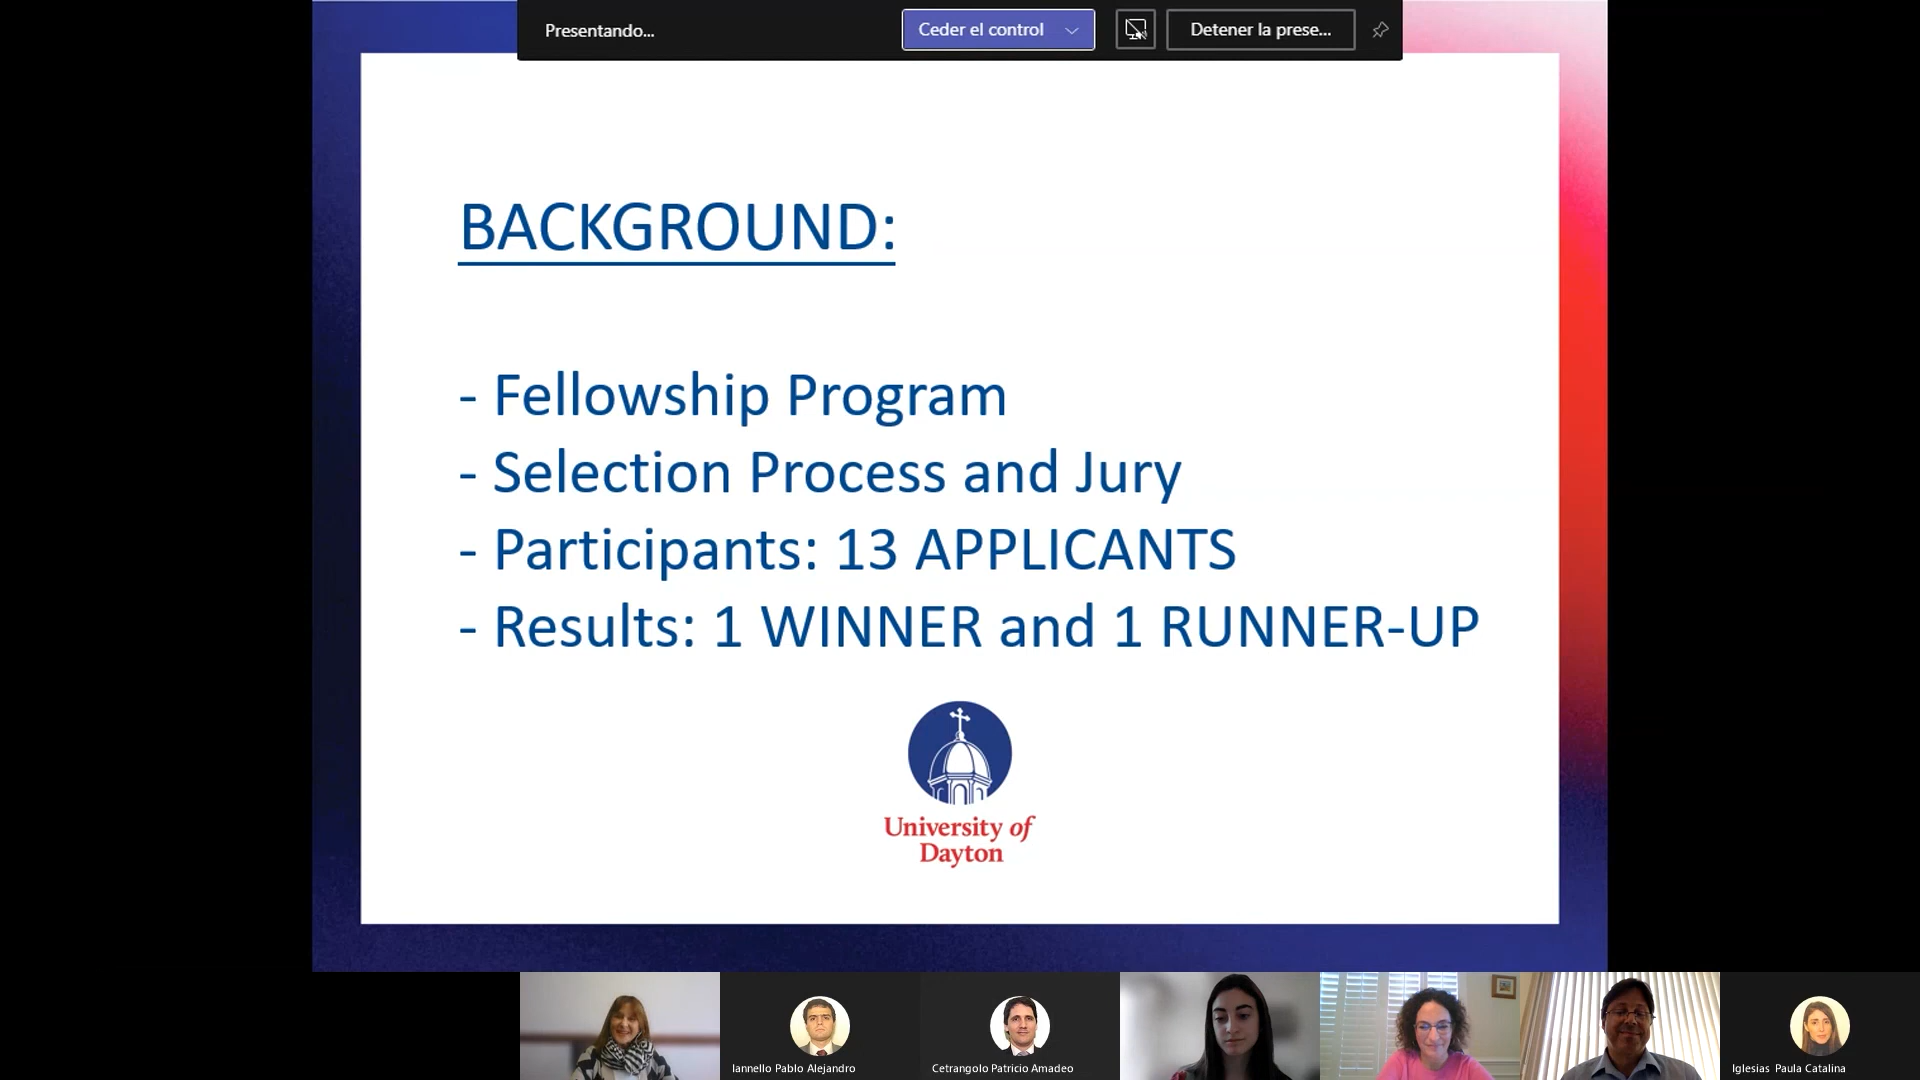 Presentando...
Ceder el control
Detener la prese...
BACKGROUND:
- Fellowship Program
- Selection Process and Jury
- Participants: 13 APPLICANTS
- Results: 1 WINNER and 1 RUNNER-UP
University of
Dayton
Iannello Pablo Alejandro
Cetrangolo Patricio Amadeo
Iglesias Paula Catalina